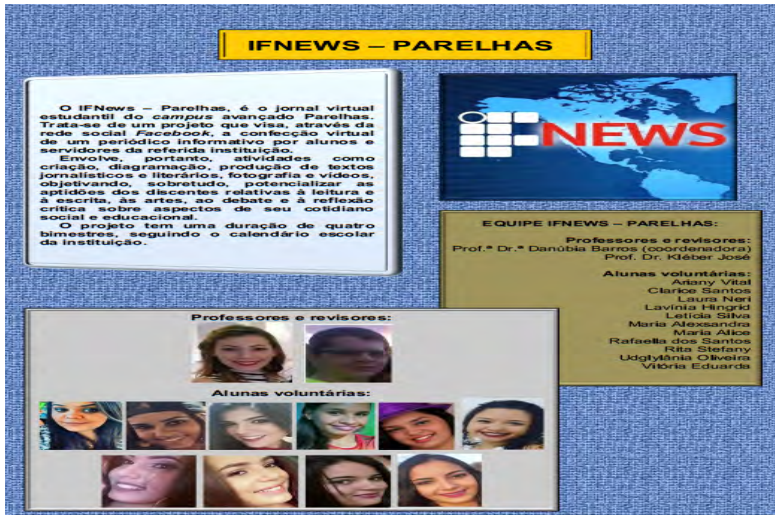 IFNEWS – PARELHAS
O IFNews – Parelhas, é o jornal virtual
estudantil do campus avançado Parelhas.
Trata-se de um projeto que visa, através da
rede social Facebook, a confecção virtual
de um periódico informativo por alunos e
servidores da referida instituição.
Envolve, portanto, atividades como
criação, diagramação, produção de textos
jornalísticos e literários, fotografia e vídeos,
objetivando, sobretudo, potencializar as
aptidões dos discentes relativas à leitura e
à escrita, às artes, ao debate e à reflexão
crítica sobre aspectos de seu cotidiano
social e educacional.
O projeto tem uma duração de quatro
bimestres, seguindo o calendário escolar
da instituição.
NEWS
EQUIPE IFNEWS – PARELHAS:
Professores e revisores:
Prof.ª Dr.ª Danúbia Barros (coordenadora)
Prof. Dr. Kléber José
Alunas voluntárias:
Ariany Vital
Clarice Santos
Laura Neri
Lavínia Hingrid
Letícia Silva
Maria Alexsandra
Maria Alice
Rafaella dos Santos
Rita Stefany
Udgllylânia Oliveira
Vitória Eduarda
Professores e revisores:
Alunas voluntárias: